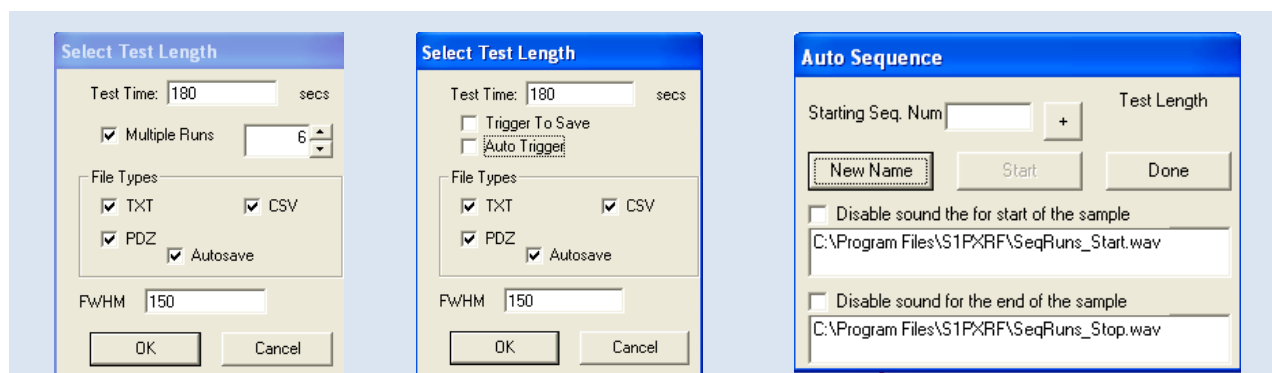 Select Test Length
Test Time: 180 secs
Multiple Runs 6
File Types
TXT CSV
PDZ
Autosave
FWHM 150
OK Cancel
Select Test Length
Test Time: 180 secs
Trigger To Save
Auto Trigger
File Types
TXT CSV
PDZ
Autosave
FWHM 150
OK Cancel
Auto Sequence
Starting Seq. Num + Test Length
New Name Start Done
Disable sound the for start of the sample
C:\Program Files\S1PXRF\SeqRuns_Start.wav
Disable sound for the end of the sample
C:\Program Files\S1PXRF\SeqRuns_Stop.wav